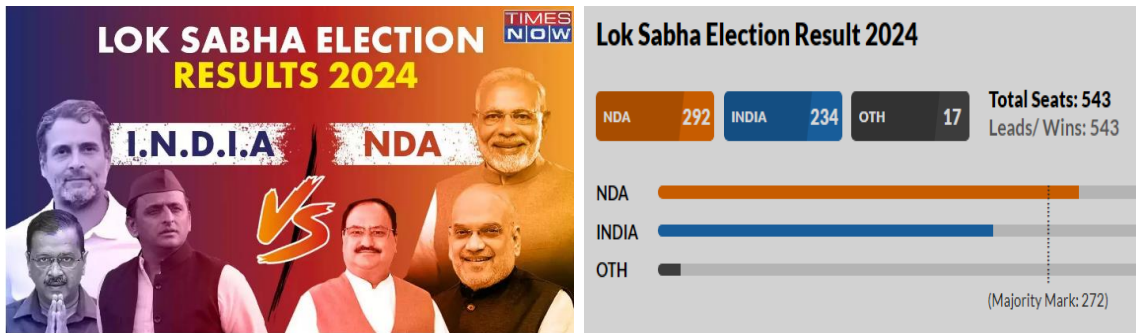 TIMES
NOW
LOK SABHA ELECTION
RESULTS 2024
I.N.D.I.A
NDA
VS
Lok Sabha Election Result 2024
NDA 292
INDIA 234
OTH 17
Total Seats: 543
Leads/ Wins: 543
NDA
INDIA
OTH
(Majority Mark: 272)